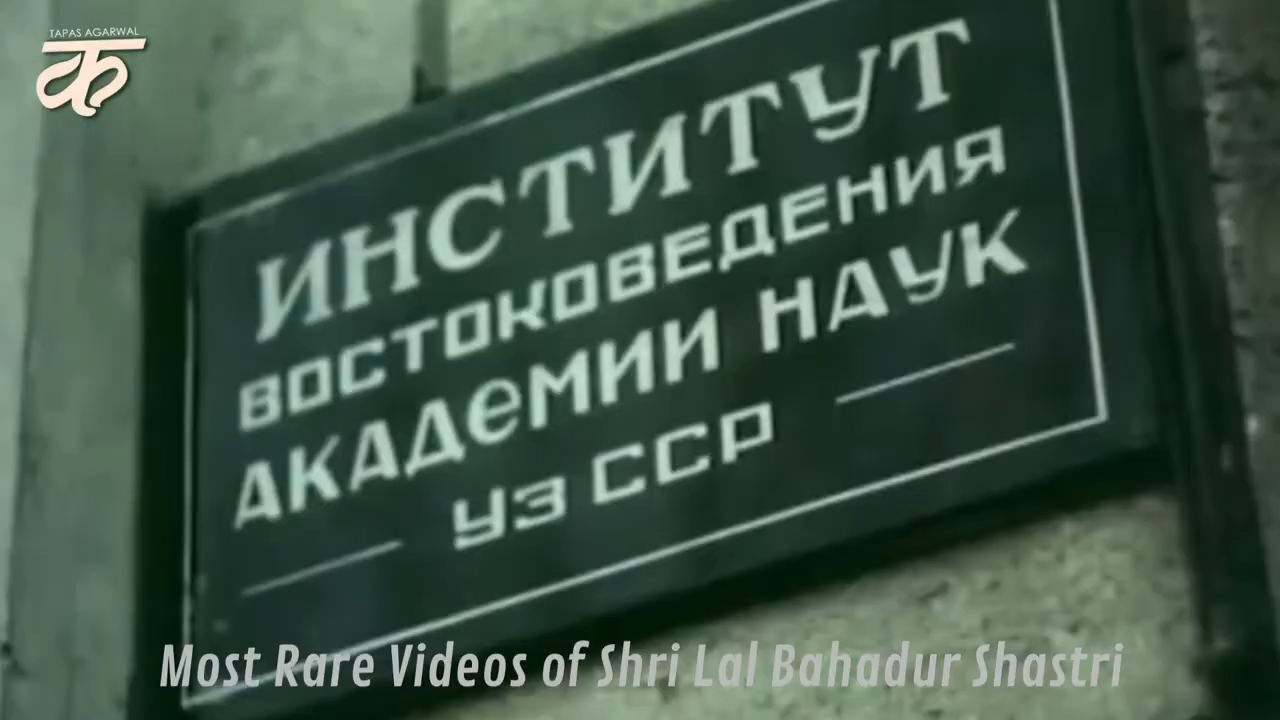 TAPAS AGARWAL
क
ИНСТИТУТ
ВОСТОКОВЕДЕНИЯ
АКАДЕМИИ НАУК
УЗ ССР
Most Rare Videos of Shri Lal Bahadur Shastri